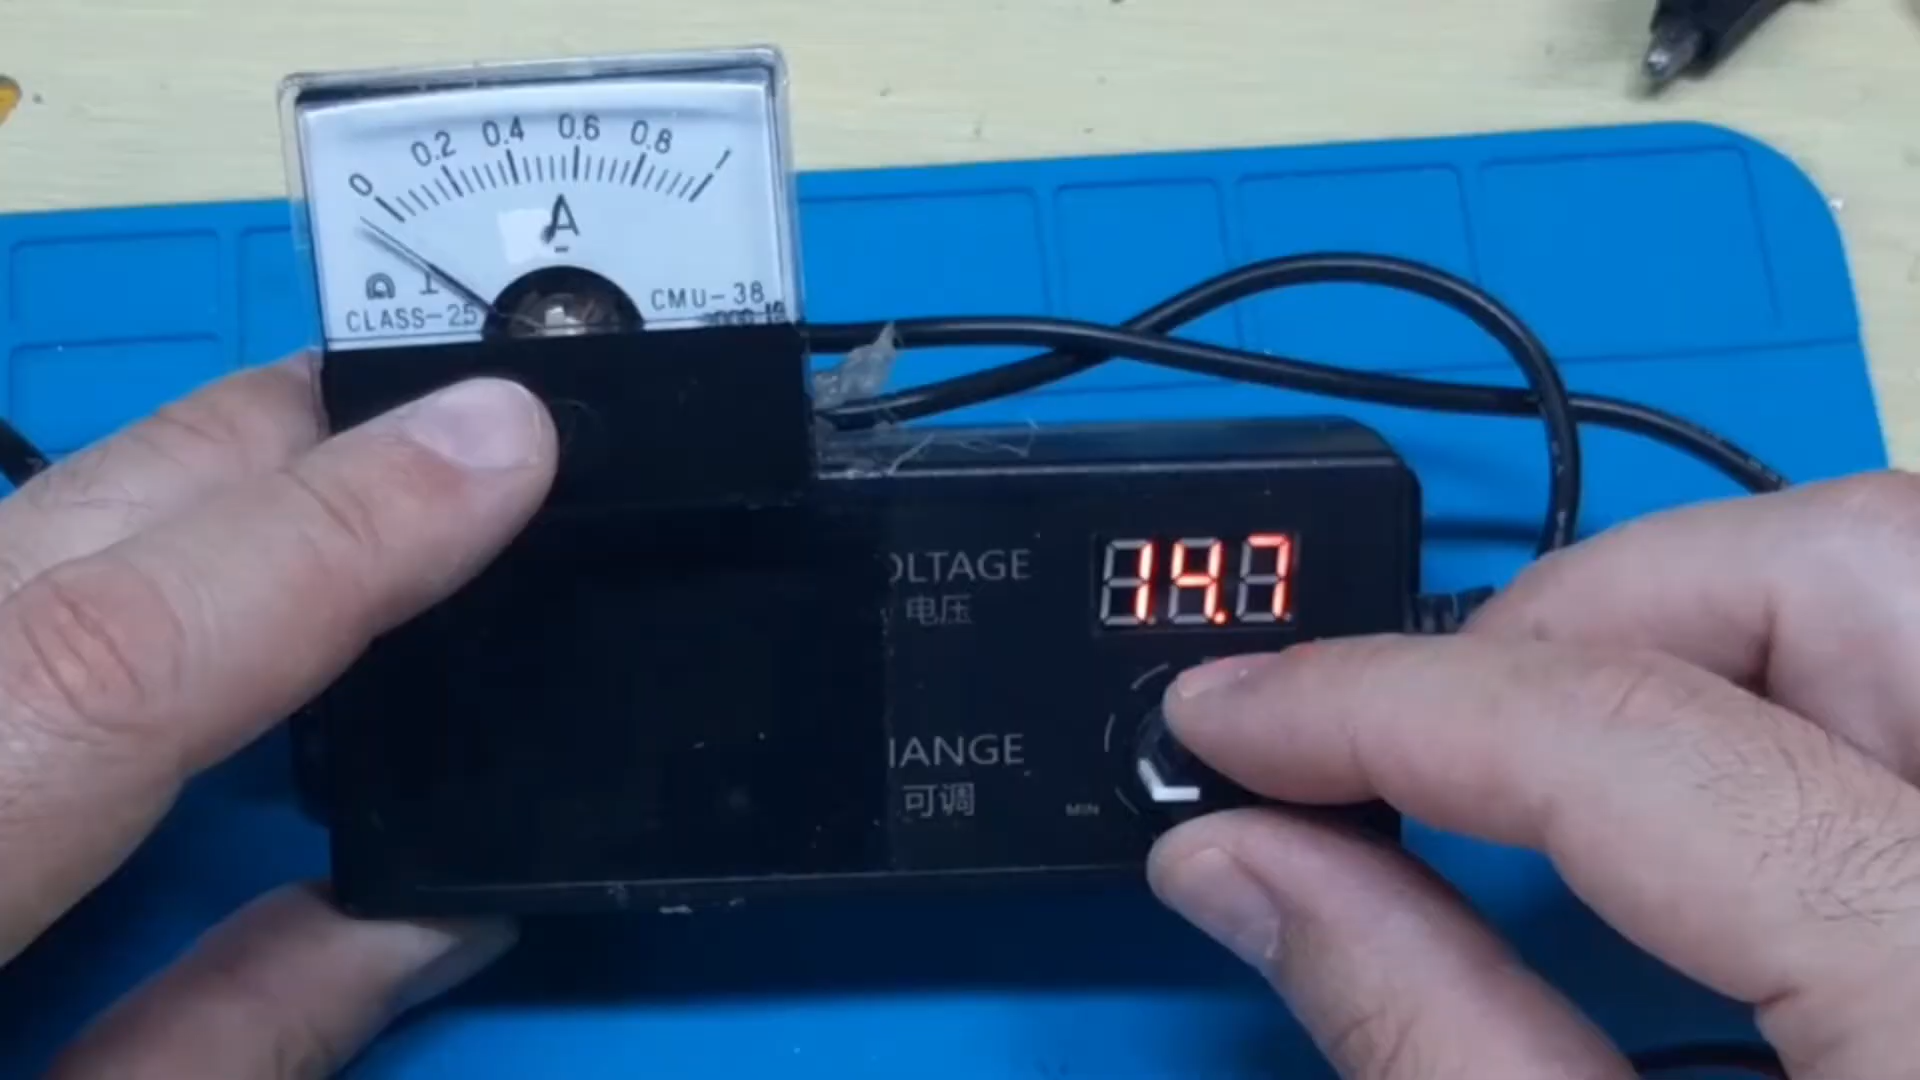 0 0.2 0.4 0.6 0.8 1
A
CLASS-2.5
CMU-38
OLTAGE
电压
14.7
HANGE
可调
MIN